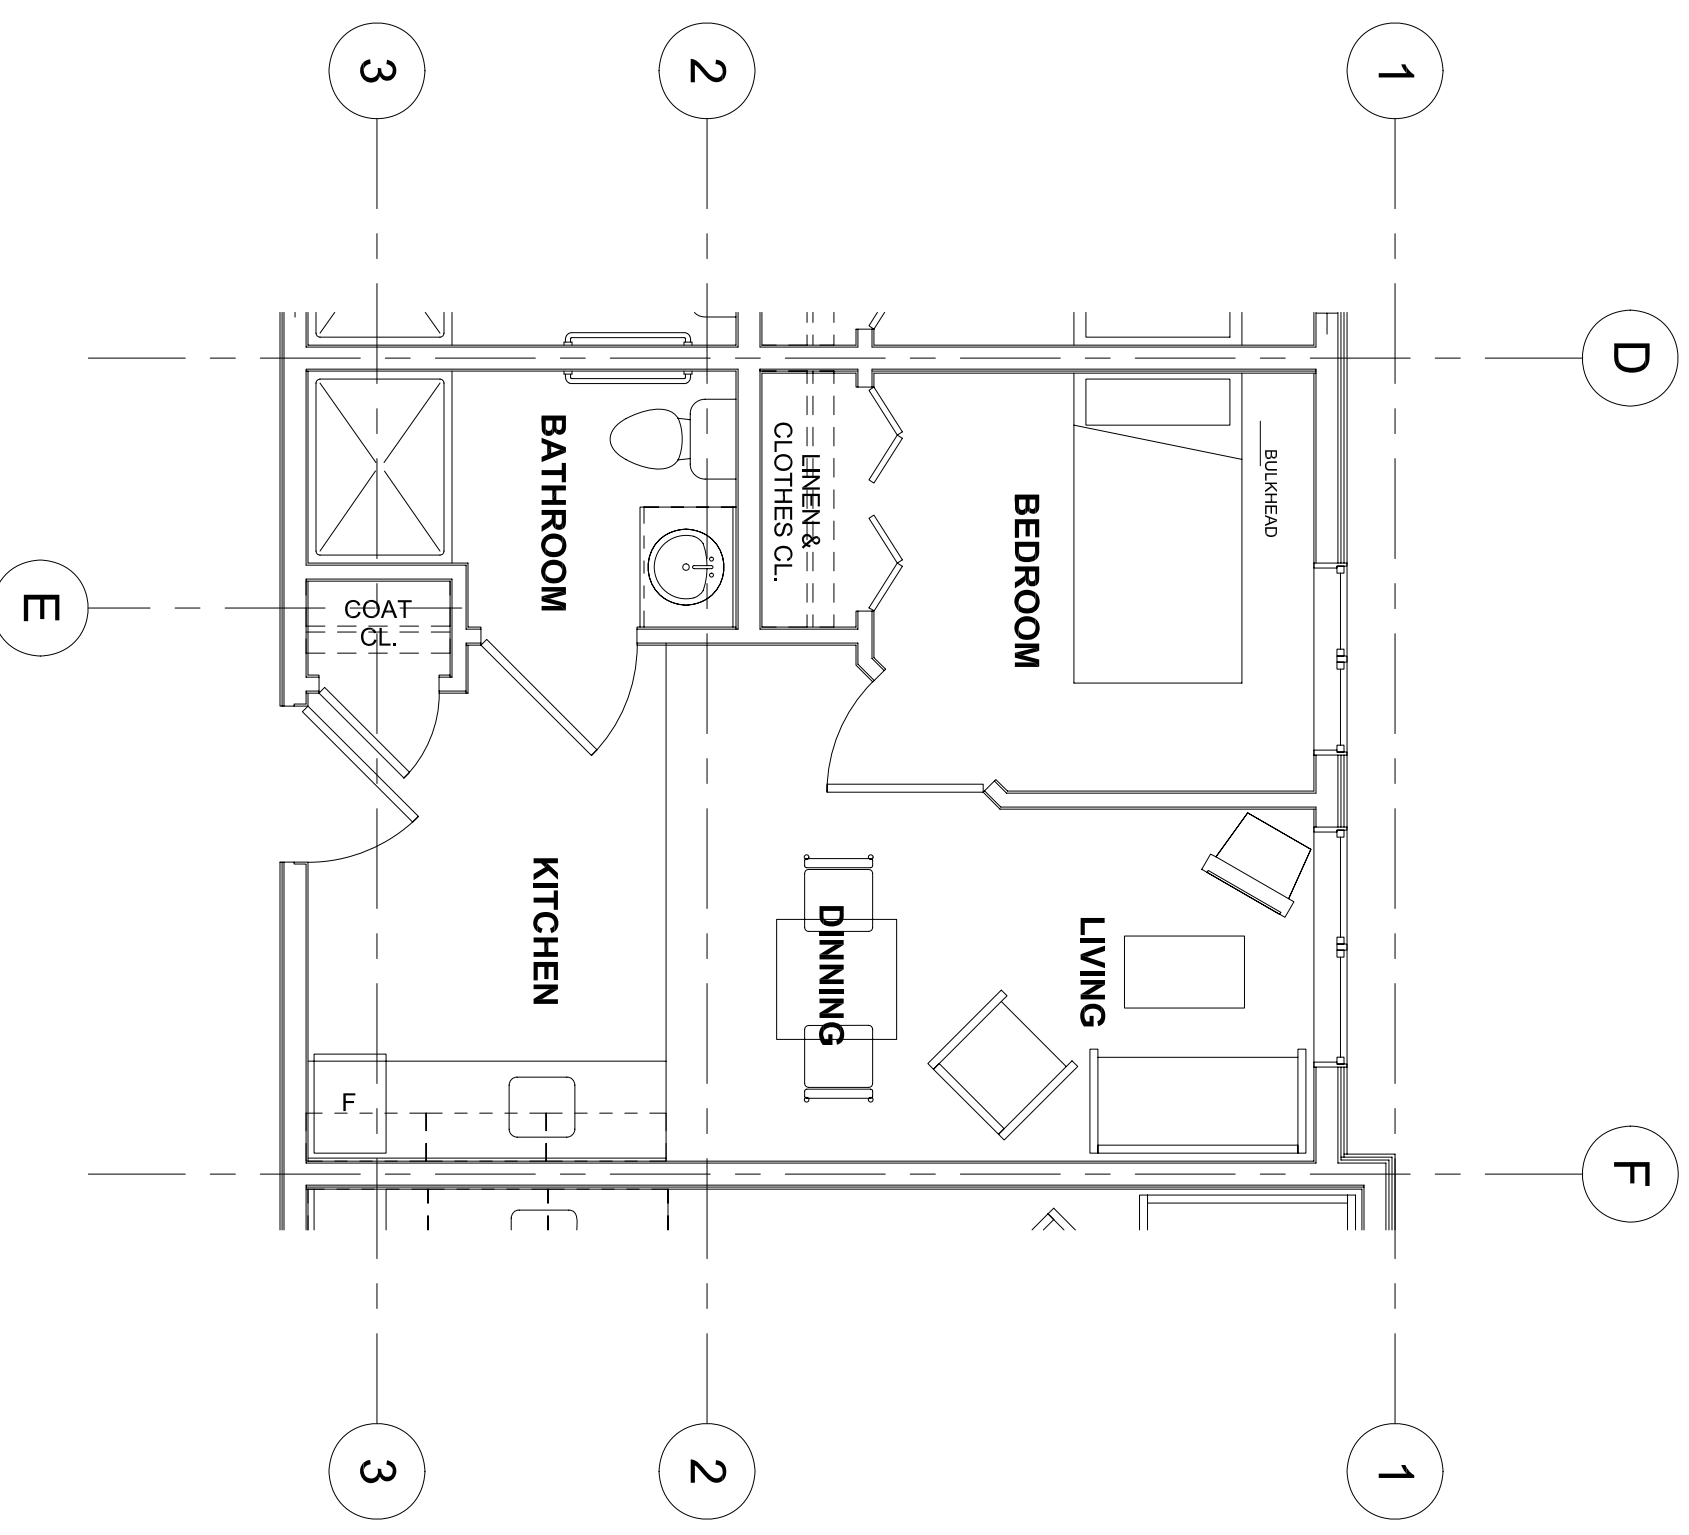 3
2
1
D
BATHROOM
LINEN &
CLOTHES CL.
BEDROOM
BULKHEAD
E
COAT
CL.
KITCHEN
DINNING
LIVING
F
F
3
2
1